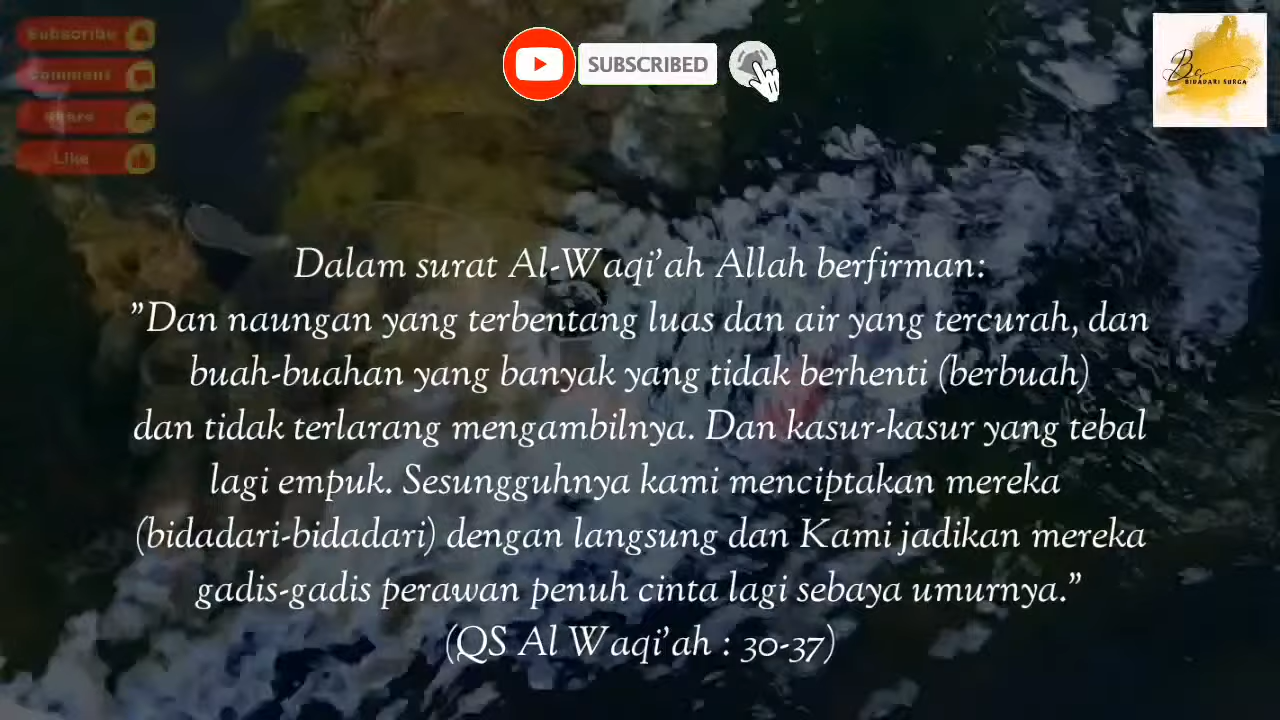 Subscribe
Comment
Share
Like
SUBSCRIBED
BIDADARI SURGA
Dalam surat Al-Waqi'ah Allah berfirman:
"Dan naungan yang terbentang luas dan air yang tercurah, dan
buah-buahan yang banyak yang tidak berhenti (berbuah)
dan tidak terlarang mengambilnya. Dan kasur-kasur yang tebal
lagi empuk. Sesungguhnya kami menciptakan mereka
(bidadari-bidadari) dengan langsung dan Kami jadikan mereka
gadis-gadis perawan penuh cinta lagi sebaya umurnya."
(QS Al Waqi'ah : 30-37)